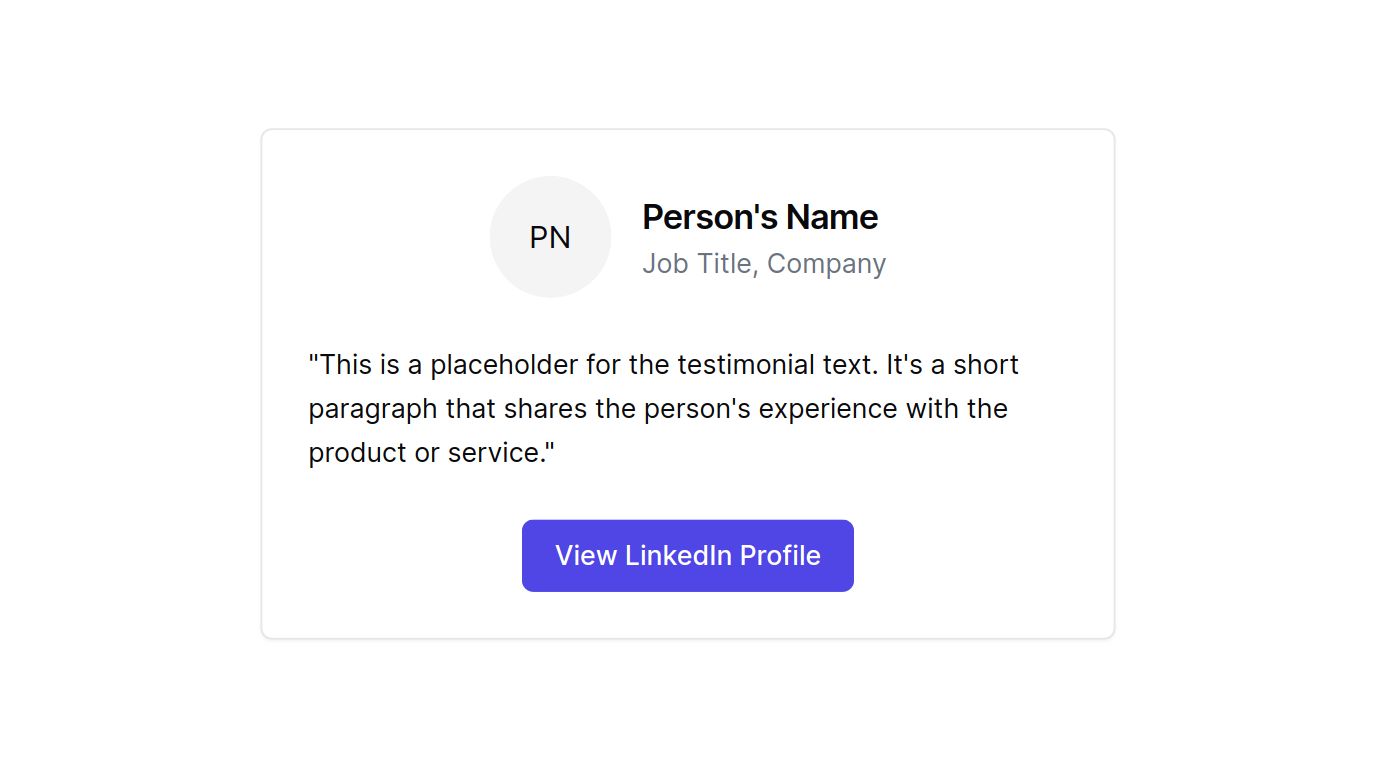 PN
Person's Name
Job Title, Company
"This is a placeholder for the testimonial text. It's a short
paragraph that shares the person's experience with the
product or service."
View LinkedIn Profile